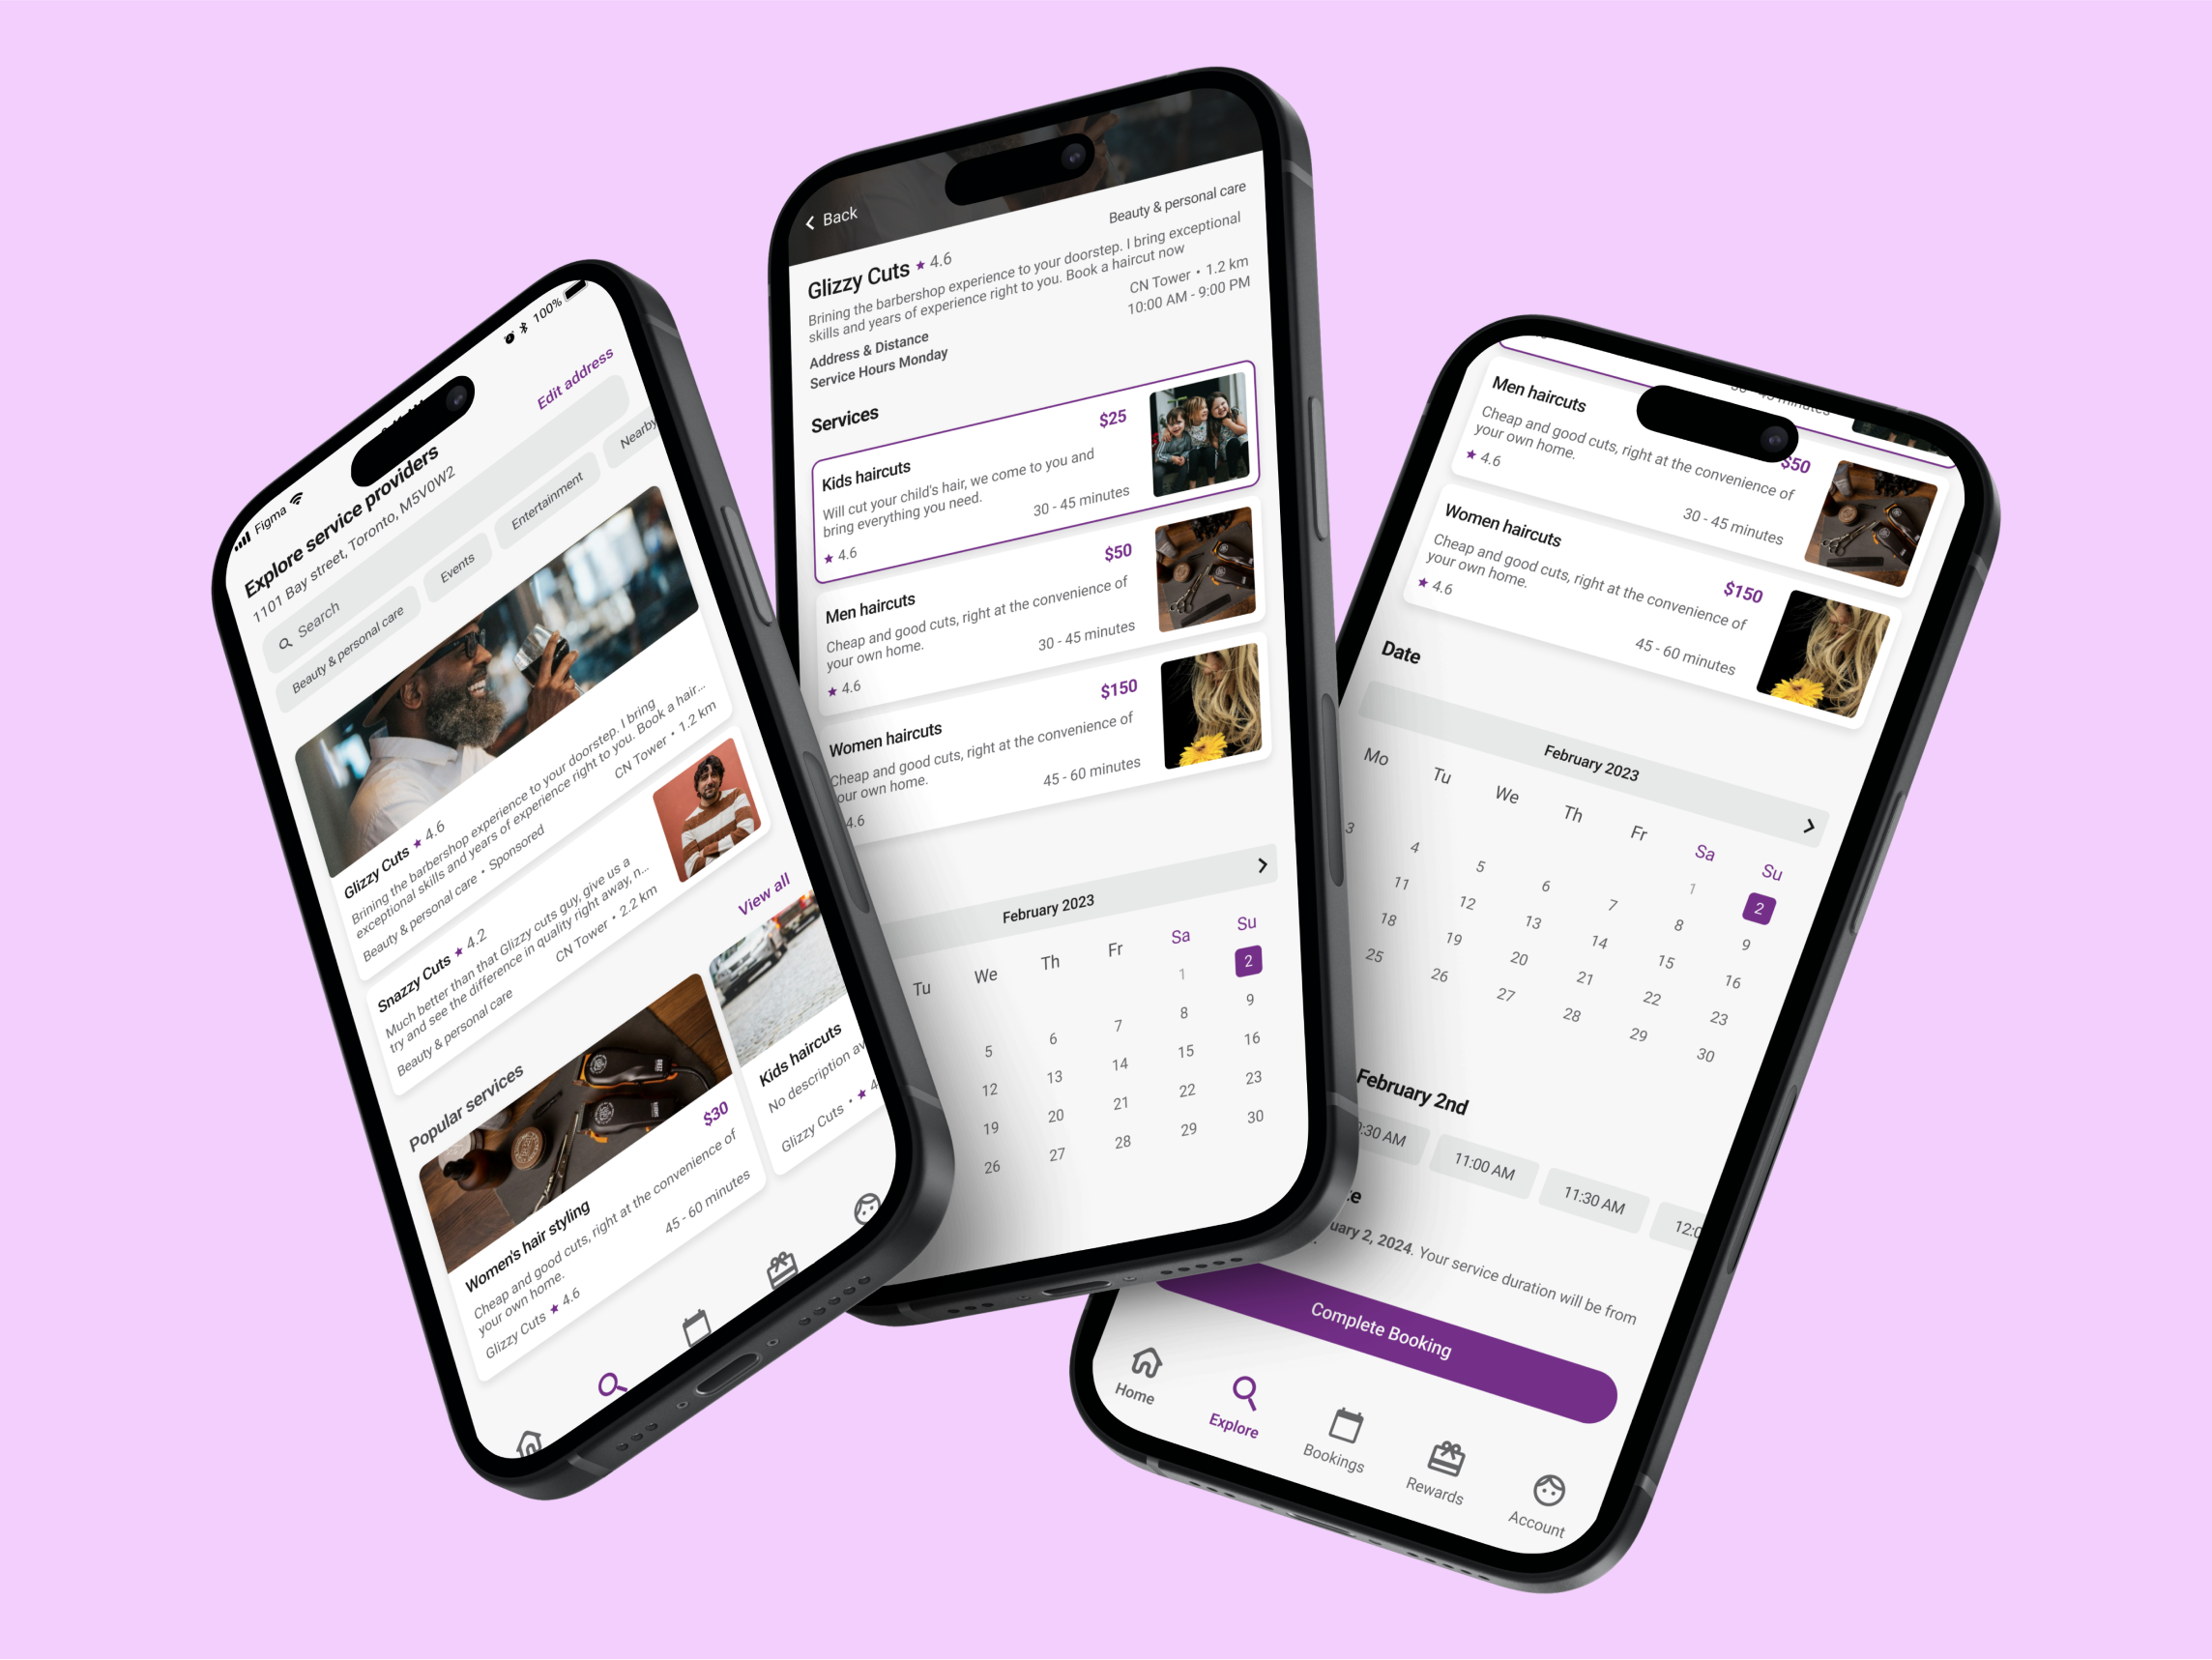 Figma
100%
Explore service providers
Edit address
1101 Bay street, Toronto, M5V0W2
Search
Beauty & personal care
Events
Entertainment
Nearby
Glizzy Cuts ★ 4.6
Brining the barbershop experience to your doorstep. I bring
exceptional skills and years of experience right to you. Book a hair...
Beauty & personal care • Sponsored
CN Tower • 1.2 km
Snazzy Cuts ★ 4.2
Much better than that Glizzy cuts guy, give us a
try and see the difference in quality right away, n...
Beauty & personal care
CN Tower • 2.2 km
Popular services
View all
$30
Women's hair styling
Cheap and good cuts, right at the convenience of
your own home.
Glizzy Cuts ★ 4.6
45 - 60 minutes
Kids haircuts
No description av
Glizzy Cuts • ★ 4
Back
Glizzy Cuts ★ 4.6
Beauty & personal care
Brining the barbershop experience to your doorstep. I bring exceptional
skills and years of experience right to you. Book a haircut now
Address & Distance
CN Tower • 1.2 km
Service Hours Monday
10:00 AM - 9:00 PM
Services
Kids haircuts
$25
Will cut your child's hair, we come to you and
bring everything you need.
★ 4.6
30 - 45 minutes
Men haircuts
$50
Cheap and good cuts, right at the convenience of
your own home.
★ 4.6
30 - 45 minutes
Women haircuts
$150
Cheap and good cuts, right at the convenience of
your own home.
4.6
45 - 60 minutes
February 2023
Tu We Th Fr Sa Su
1 2
5 6 7 8 9
12 13 14 15 16
19 20 21 22 23
26 27 28 29 30
30 - 45 minutes
Men haircuts
$50
Cheap and good cuts, right at the convenience of
your own home.
★ 4.6
30 - 45 minutes
Women haircuts
$150
Cheap and good cuts, right at the convenience of
your own home.
★ 4.6
45 - 60 minutes
Date
February 2023
Mo Tu We Th Fr Sa Su
1 2
3 4 5 6 7 8 9
11 12 13 14 15 16
18 19 20 21 22 23
25 26 27 28 29 30
February 2nd
:30 AM
11:00 AM
11:30 AM
12:0
uary 2, 2024. Your service duration will be from
Complete Booking
Home
Explore
Bookings
Rewards
Account